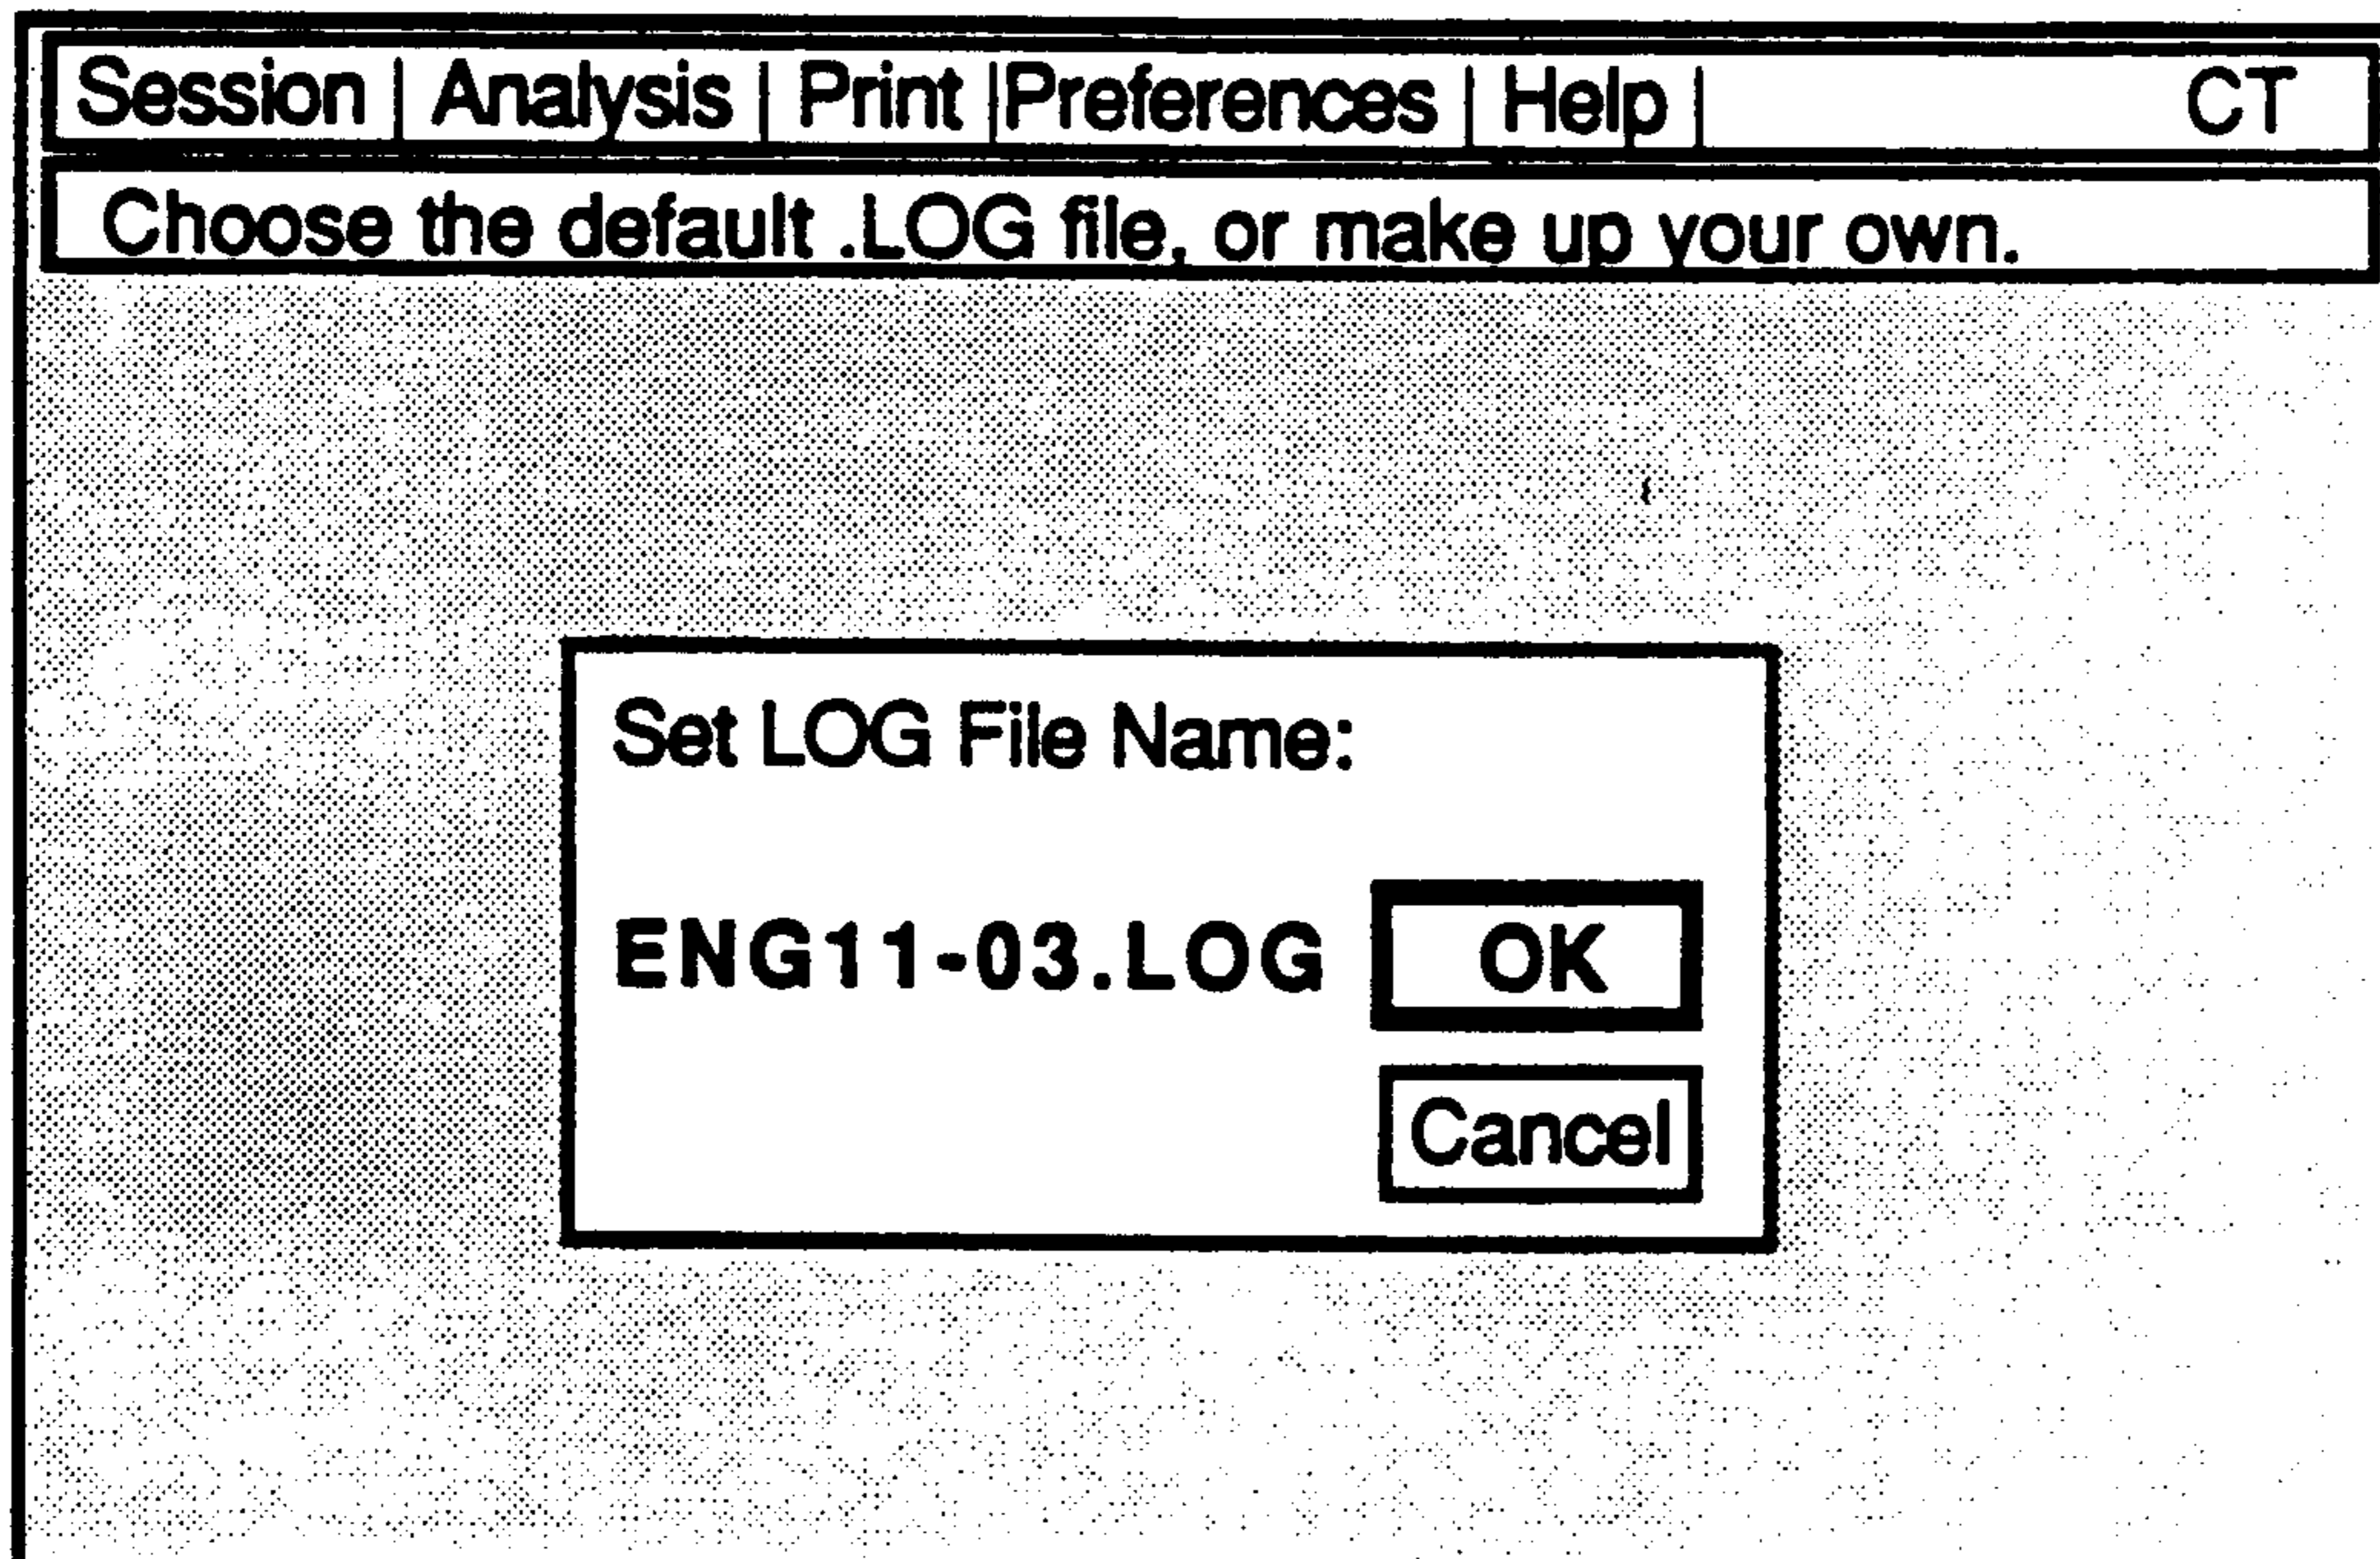 Session | Analysis | Print | Preferences | Help | CT
Choose the default .LOG file, or make up your own.
Set LOG File Name:
ENG11-03.LOG OK
Cancel